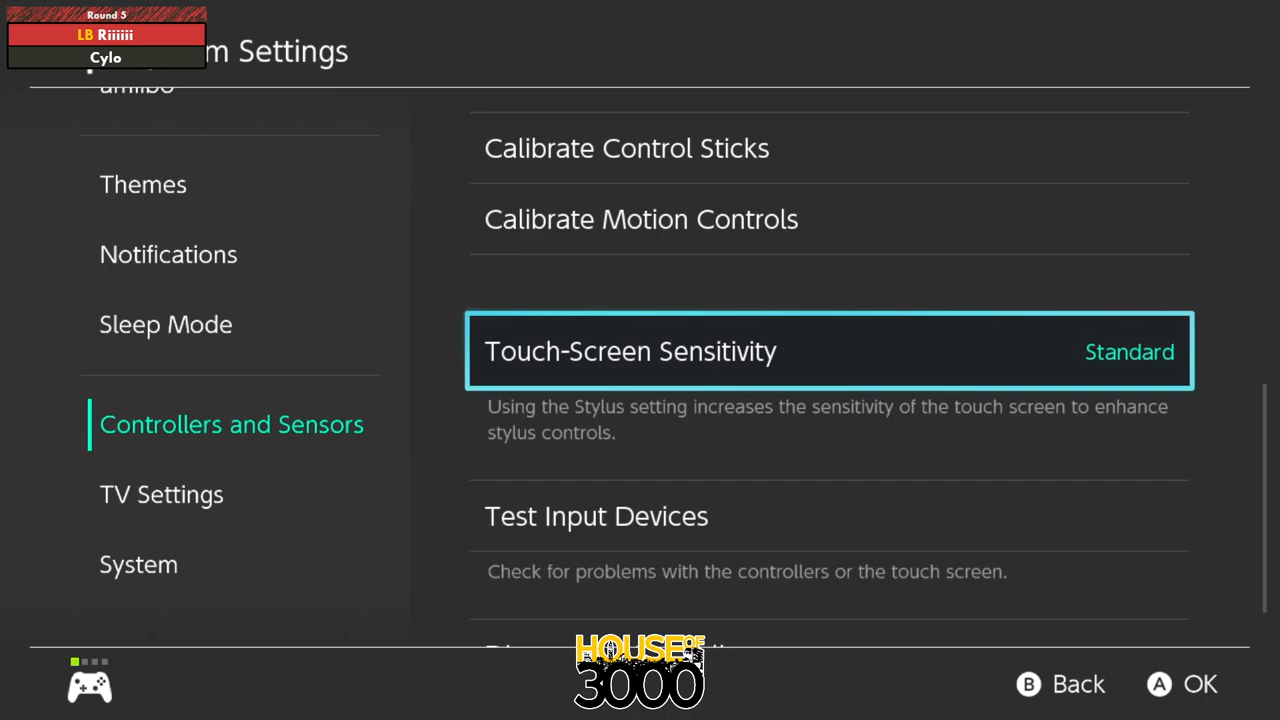 Round 5
LB Riiiiii
Cylo
m Settings
amiibo
Themes
Notifications
Sleep Mode
Controllers and Sensors
TV Settings
System
Calibrate Control Sticks
Calibrate Motion Controls
Touch-Screen Sensitivity
Standard
Using the Stylus setting increases the sensitivity of the touch screen to enhance
stylus controls.
Test Input Devices
Check for problems with the controllers or the touch screen.
HOUSE OF
3000
B Back
A OK